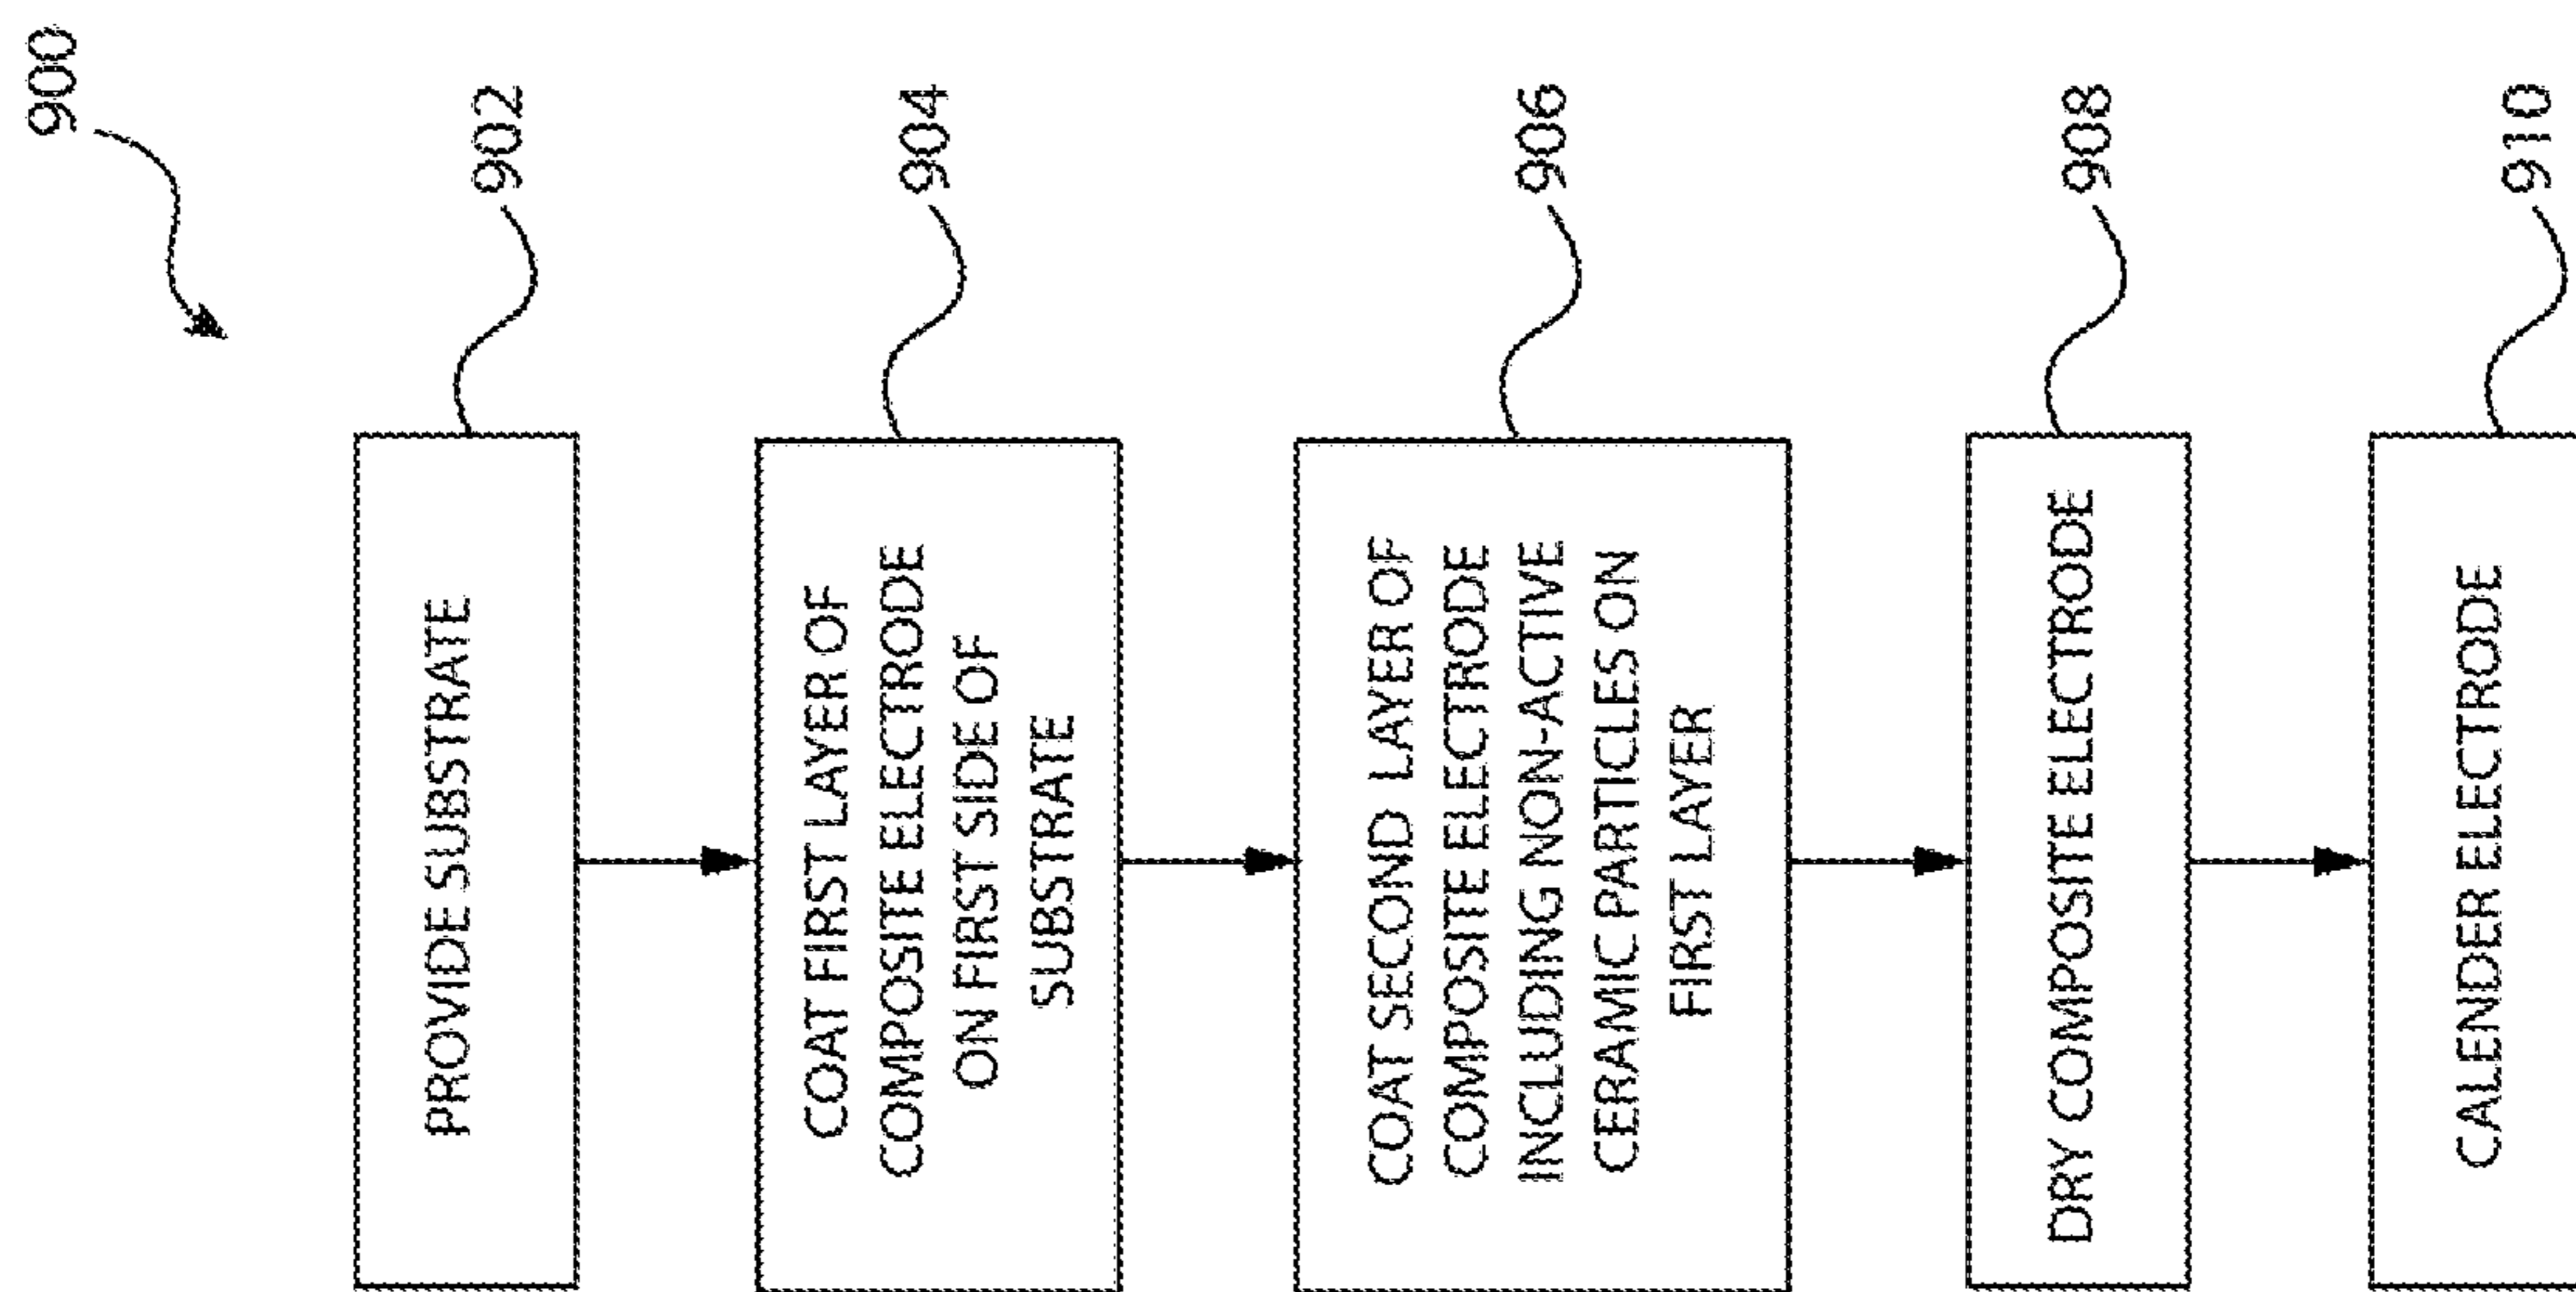 900
PROVIDE SUBSTRATE
902
COAT FIRST LAYER OF
COMPOSITE ELECTRODE
ON FIRST SIDE OF
SUBSTRATE
904
COAT SECOND LAYER OF
COMPOSITE ELECTRODE
INCLUDING NON-ACTIVE
CERAMIC PARTICLES ON
FIRST LAYER
906
DRY COMPOSITE ELECTRODE
908
CALENDER ELECTRODE
910